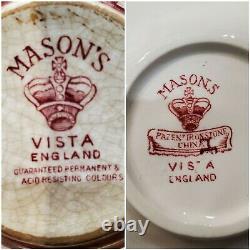 MASON'S
VISTA
ENGLAND
GUARANTEED PERMANENT &
ACID RESISTING COLOURS
MASON'S
PATENT IRONSTONE
CHINA
VISTA
ENGLAND